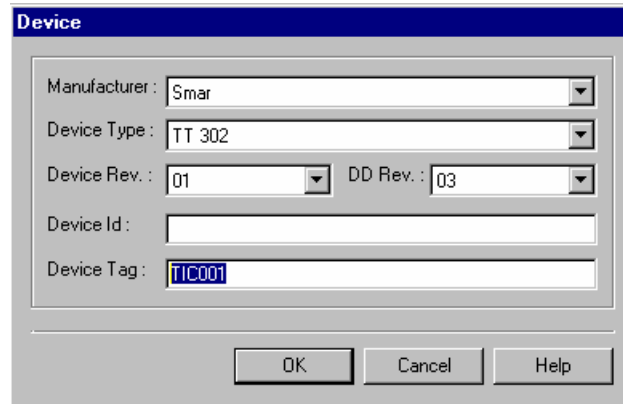 Device
Manufacturer : Smar
Device Type : TT 302
Device Rev. : 01 DD Rev. : 03
Device Id :
Device Tag : TIC001
OK Cancel Help